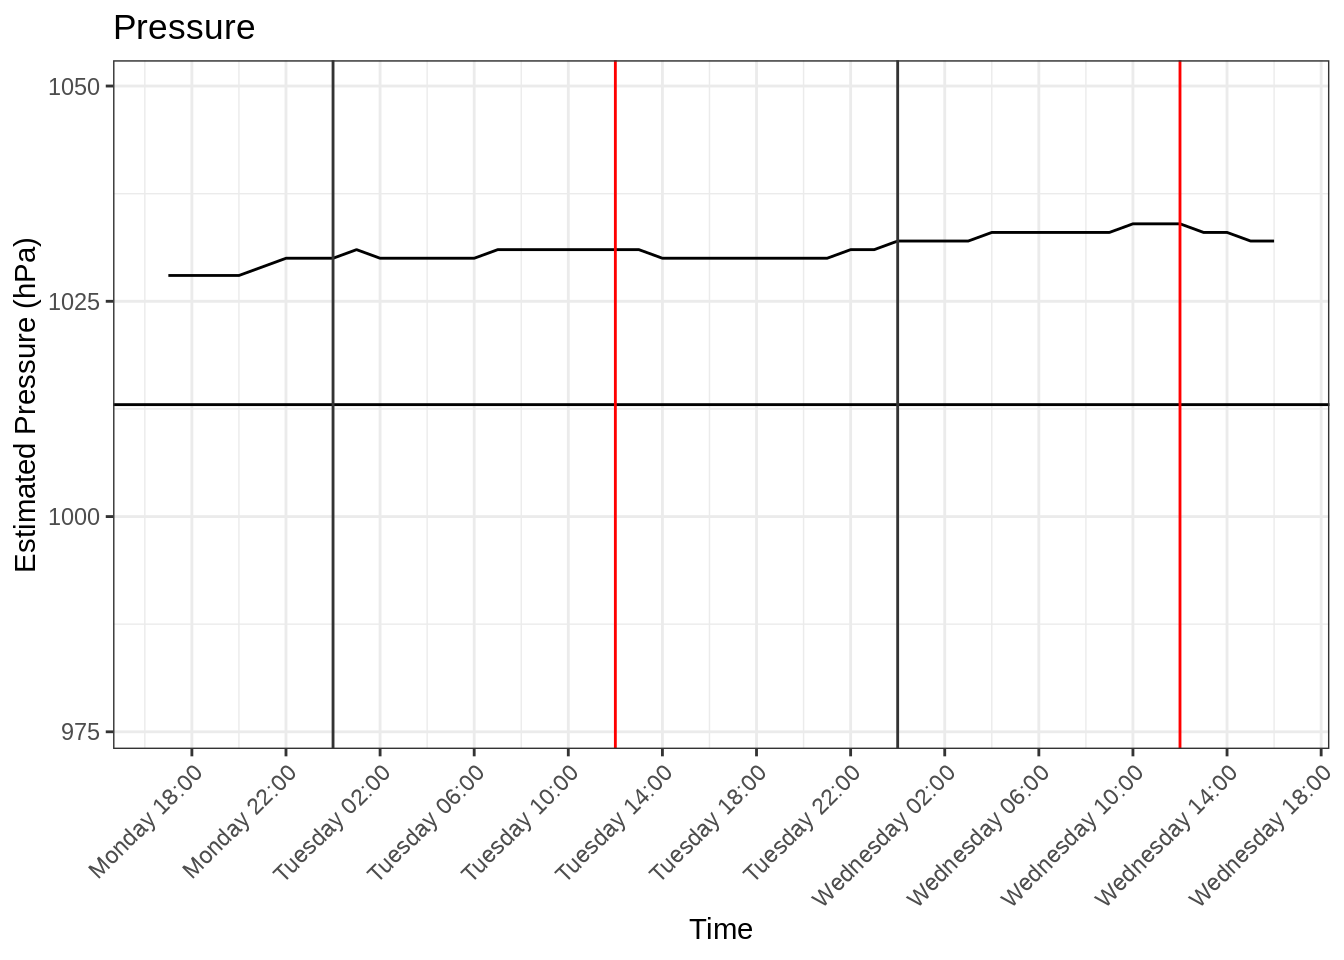 Pressure
Estimated Pressure (hPa)
1050
1025
1000
975
Monday 18:00
Monday 22:00
Tuesday 02:00
Tuesday 06:00
Tuesday 10:00
Tuesday 14:00
Tuesday 18:00
Tuesday 22:00
Wednesday 02:00
Wednesday 06:00
Wednesday 10:00
Wednesday 14:00
Wednesday 18:00
Time